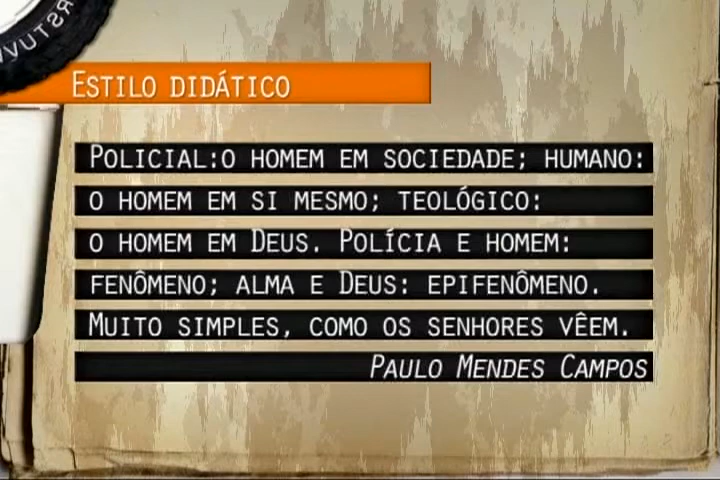 RSTUVVY
ESTILO DIDÁTICO
POLICIAL:O HOMEM EM SOCIEDADE; HUMANO:
O HOMEM EM SI MESMO; TEOLÓGICO:
O HOMEM EM DEUS. POLÍCIA E HOMEM:
FENÔMENO; ALMA E DEUS: EPIFENÔMENO.
MUITO SIMPLES, COMO OS SENHORES VÊEM.
PAULO MENDES CAMPOS